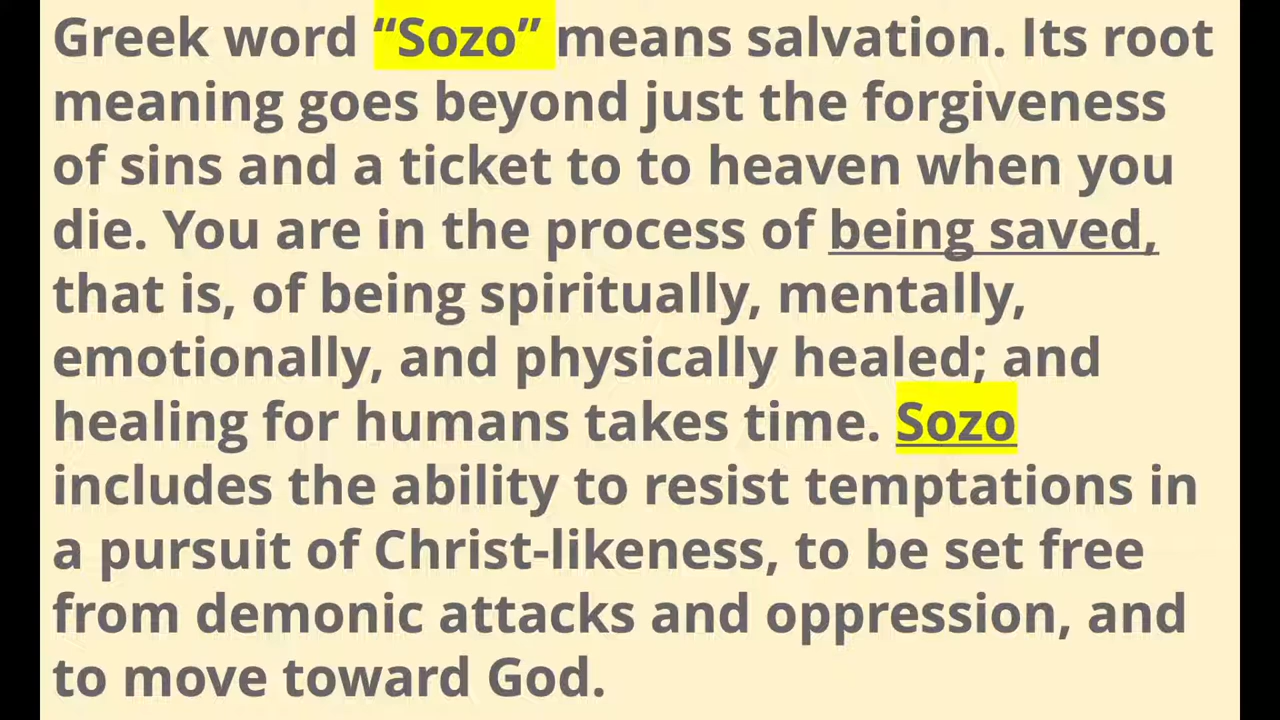 Greek word “Sozo” means salvation. Its root
meaning goes beyond just the forgiveness
of sins and a ticket to to heaven when you
die. You are in the process of being saved,
that is, of being spiritually, mentally,
emotionally, and physically healed; and
healing for humans takes time. Sozo
includes the ability to resist temptations in
a pursuit of Christ-likeness, to be set free
from demonic attacks and oppression, and
to move toward God.